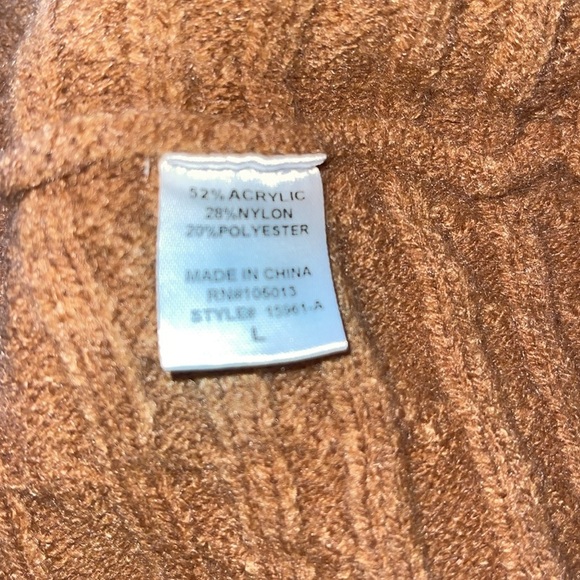 52% ACRYLIC
28%NYLON
20%POLYESTER
MADE IN CHINA
RN#105013
STYLE# 15961-A
L